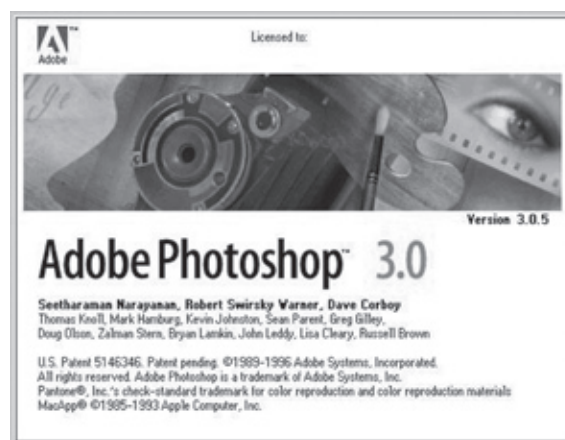 Adobe™
Licensed to:
Version 3.0.5
Adobe Photoshop™ 3.0
Seetharaman Narayanan, Robert Swirsky Warner, Dave Corboy
Thomas Knoll, Mark Hamburg, Kevin Johnston, Sean Parent, Greg Gilley,
Doug Olson, Zalman Stern, Bryan Lamkin, John Leddy, Lisa Cleary, Russell Brown
U.S. Patent 5146346. Patent pending. ©1989-1996 Adobe Systems, Incorporated.
All rights reserved. Adobe Photoshop is a trademark of Adobe Systems, Inc.
Pantone®, Inc.'s check-standard trademark for color reproduction and color reproduction materials
MacApp® ©1985-1993 Apple Computer, Inc.